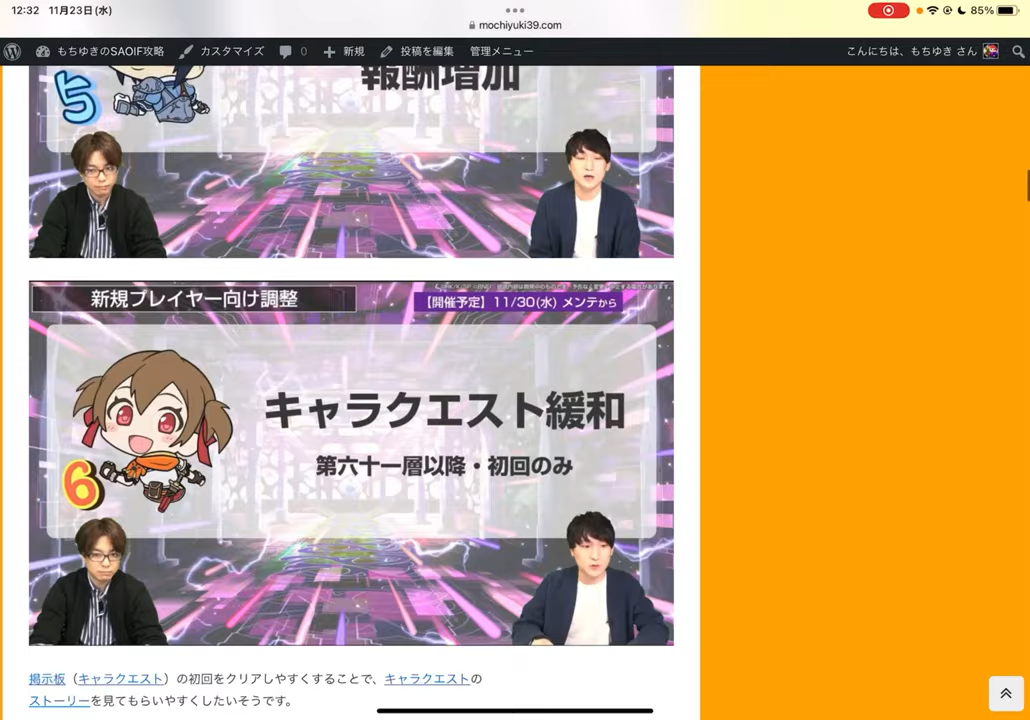 12:32 11月23日(水)
85%
mochiyuki39.com
もちゆきのSAOIF攻略 カスタマイズ 0 新規 投稿を編集 管理メニュー
こんにちは、もちゆき さん
報酬増加
5
新規プレイヤー向け調整
【開催予定】11/30(水) メンテから
キャラクエスト緩和
第六十一層以降・初回のみ
6
掲示板（キャラクエスト）の初回をクリアしやすくすることで、キャラクエストの
ストーリーを見てもらいやすくしたいそうです。